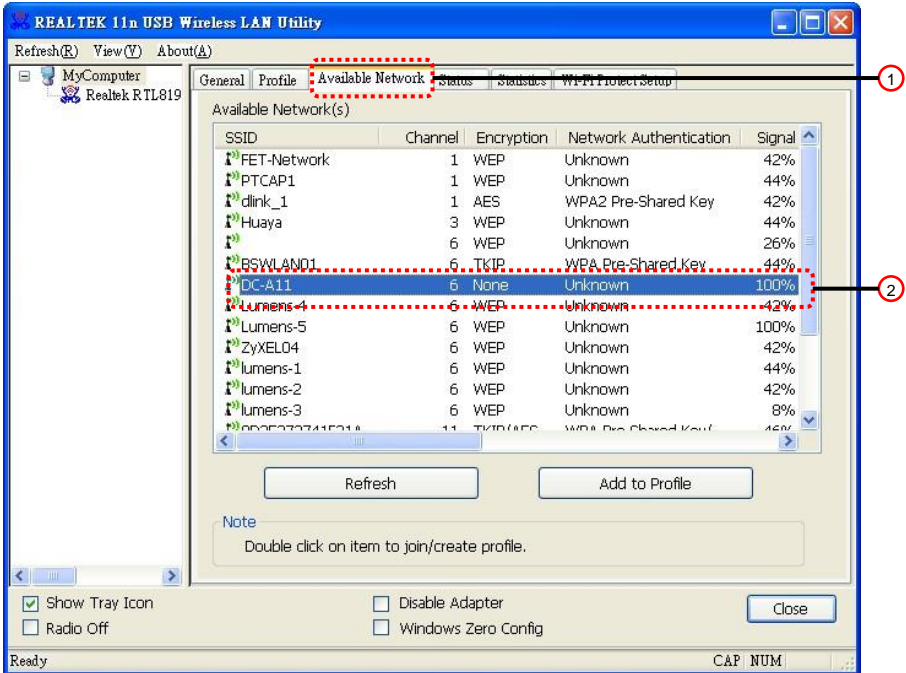 REALTEK 11n USB Wireless LAN Utility
Refresh(R) View(V) About(A)
MyComputer
Realtek RTL819
General Profile Available Network Status Statistics Wi-Fi Protect Setup
1
Available Network(s)
SSID Channel Encryption Network Authentication Signal
FET-Network 1 WEP Unknown 42%
PTCAP1 1 WEP Unknown 44%
dlink_1 1 AES WPA2 Pre-Shared Key 42%
Huaya 3 WEP Unknown 44%
6 WEP Unknown 26%
BSWLAN01 6 TKIP WPA Pre-Shared Key 44%
DC-A11 6 None Unknown 100%
2
Lumens-4 6 WEP Unknown 42%
Lumens-5 6 WEP Unknown 100%
ZyXEL04 6 WEP Unknown 42%
lumens-1 6 WEP Unknown 44%
lumens-2 6 WEP Unknown 42%
lumens-3 6 WEP Unknown 8%
11 46%
Refresh Add to Profile
Note
Double click on item to join/create profile.
Show Tray Icon Disable Adapter
Close
Radio Off Windows Zero Config
Ready CAP NUM